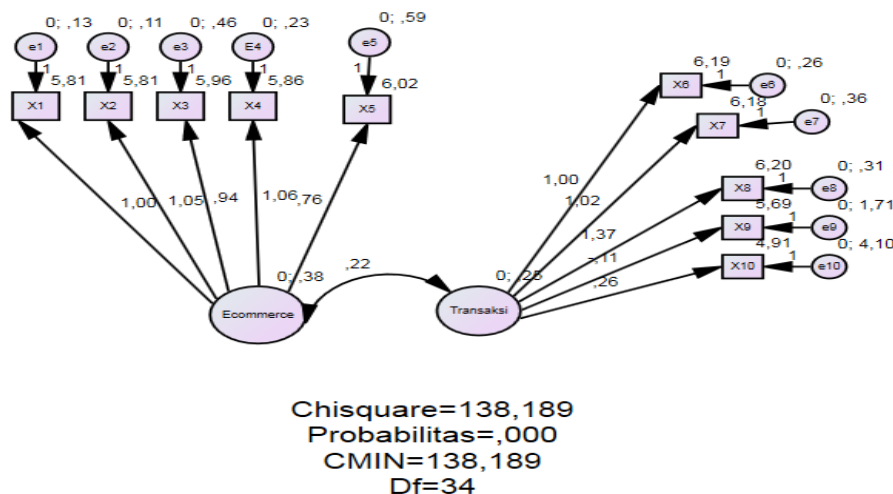 0; ,13
0; ,11
0; ,46
0; ,23
0; ,59
e1
e2
e3
E4
e5
1
1
1
1
1
5,81
5,81
5,96
5,86
6,02
X1
X2
X3
X4
X5
1,00
1,05
,94
1,06
,76
0; ,38
Ecommerce
,22
6,19
0; ,26
X6
1
e6
6,18
0; ,36
X7
1
e7
6,20
0; ,31
X8
1
e8
5,69
0; 1,71
X9
1
e9
4,91
0; 4,10
X10
1
e10
1,00
1,02
1,37
-,11
,26
Transaksi
Chisquare=138,189
Probabilitas=,000
CMIN=138,189
Df=34